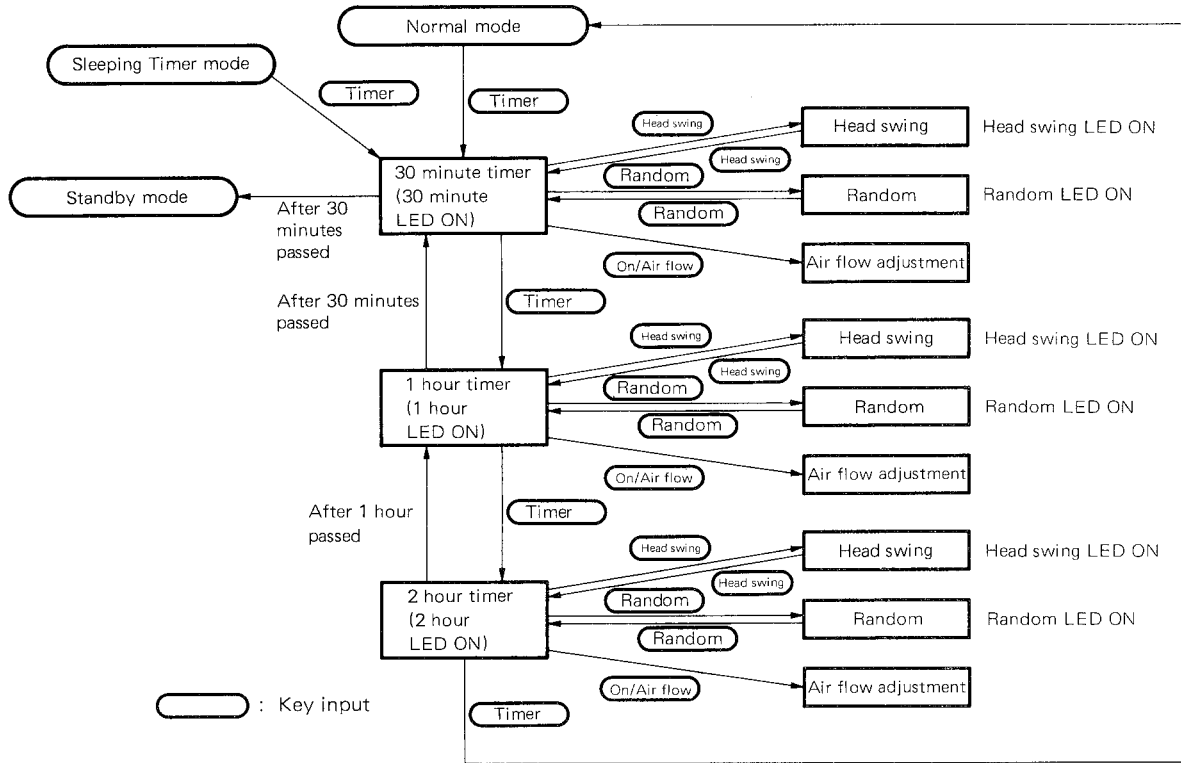 Normal mode
Sleeping Timer mode
Timer
Timer
Head swing
Head swing
Head swing LED ON
Head swing
30 minute timer
(30 minute
LED ON)
Random
Random
Random LED ON
Random
Standby mode
After 30
minutes
passed
On/Air flow
Air flow adjustment
After 30 minutes
passed
Timer
Head swing
Head swing
Head swing LED ON
Head swing
1 hour timer
(1 hour
LED ON)
Random
Random
Random LED ON
Random
On/Air flow
Air flow adjustment
After 1 hour
passed
Timer
Head swing
Head swing
Head swing LED ON
Head swing
2 hour timer
(2 hour
LED ON)
Random
Random
Random LED ON
Random
On/Air flow
Air flow adjustment
: Key input
Timer